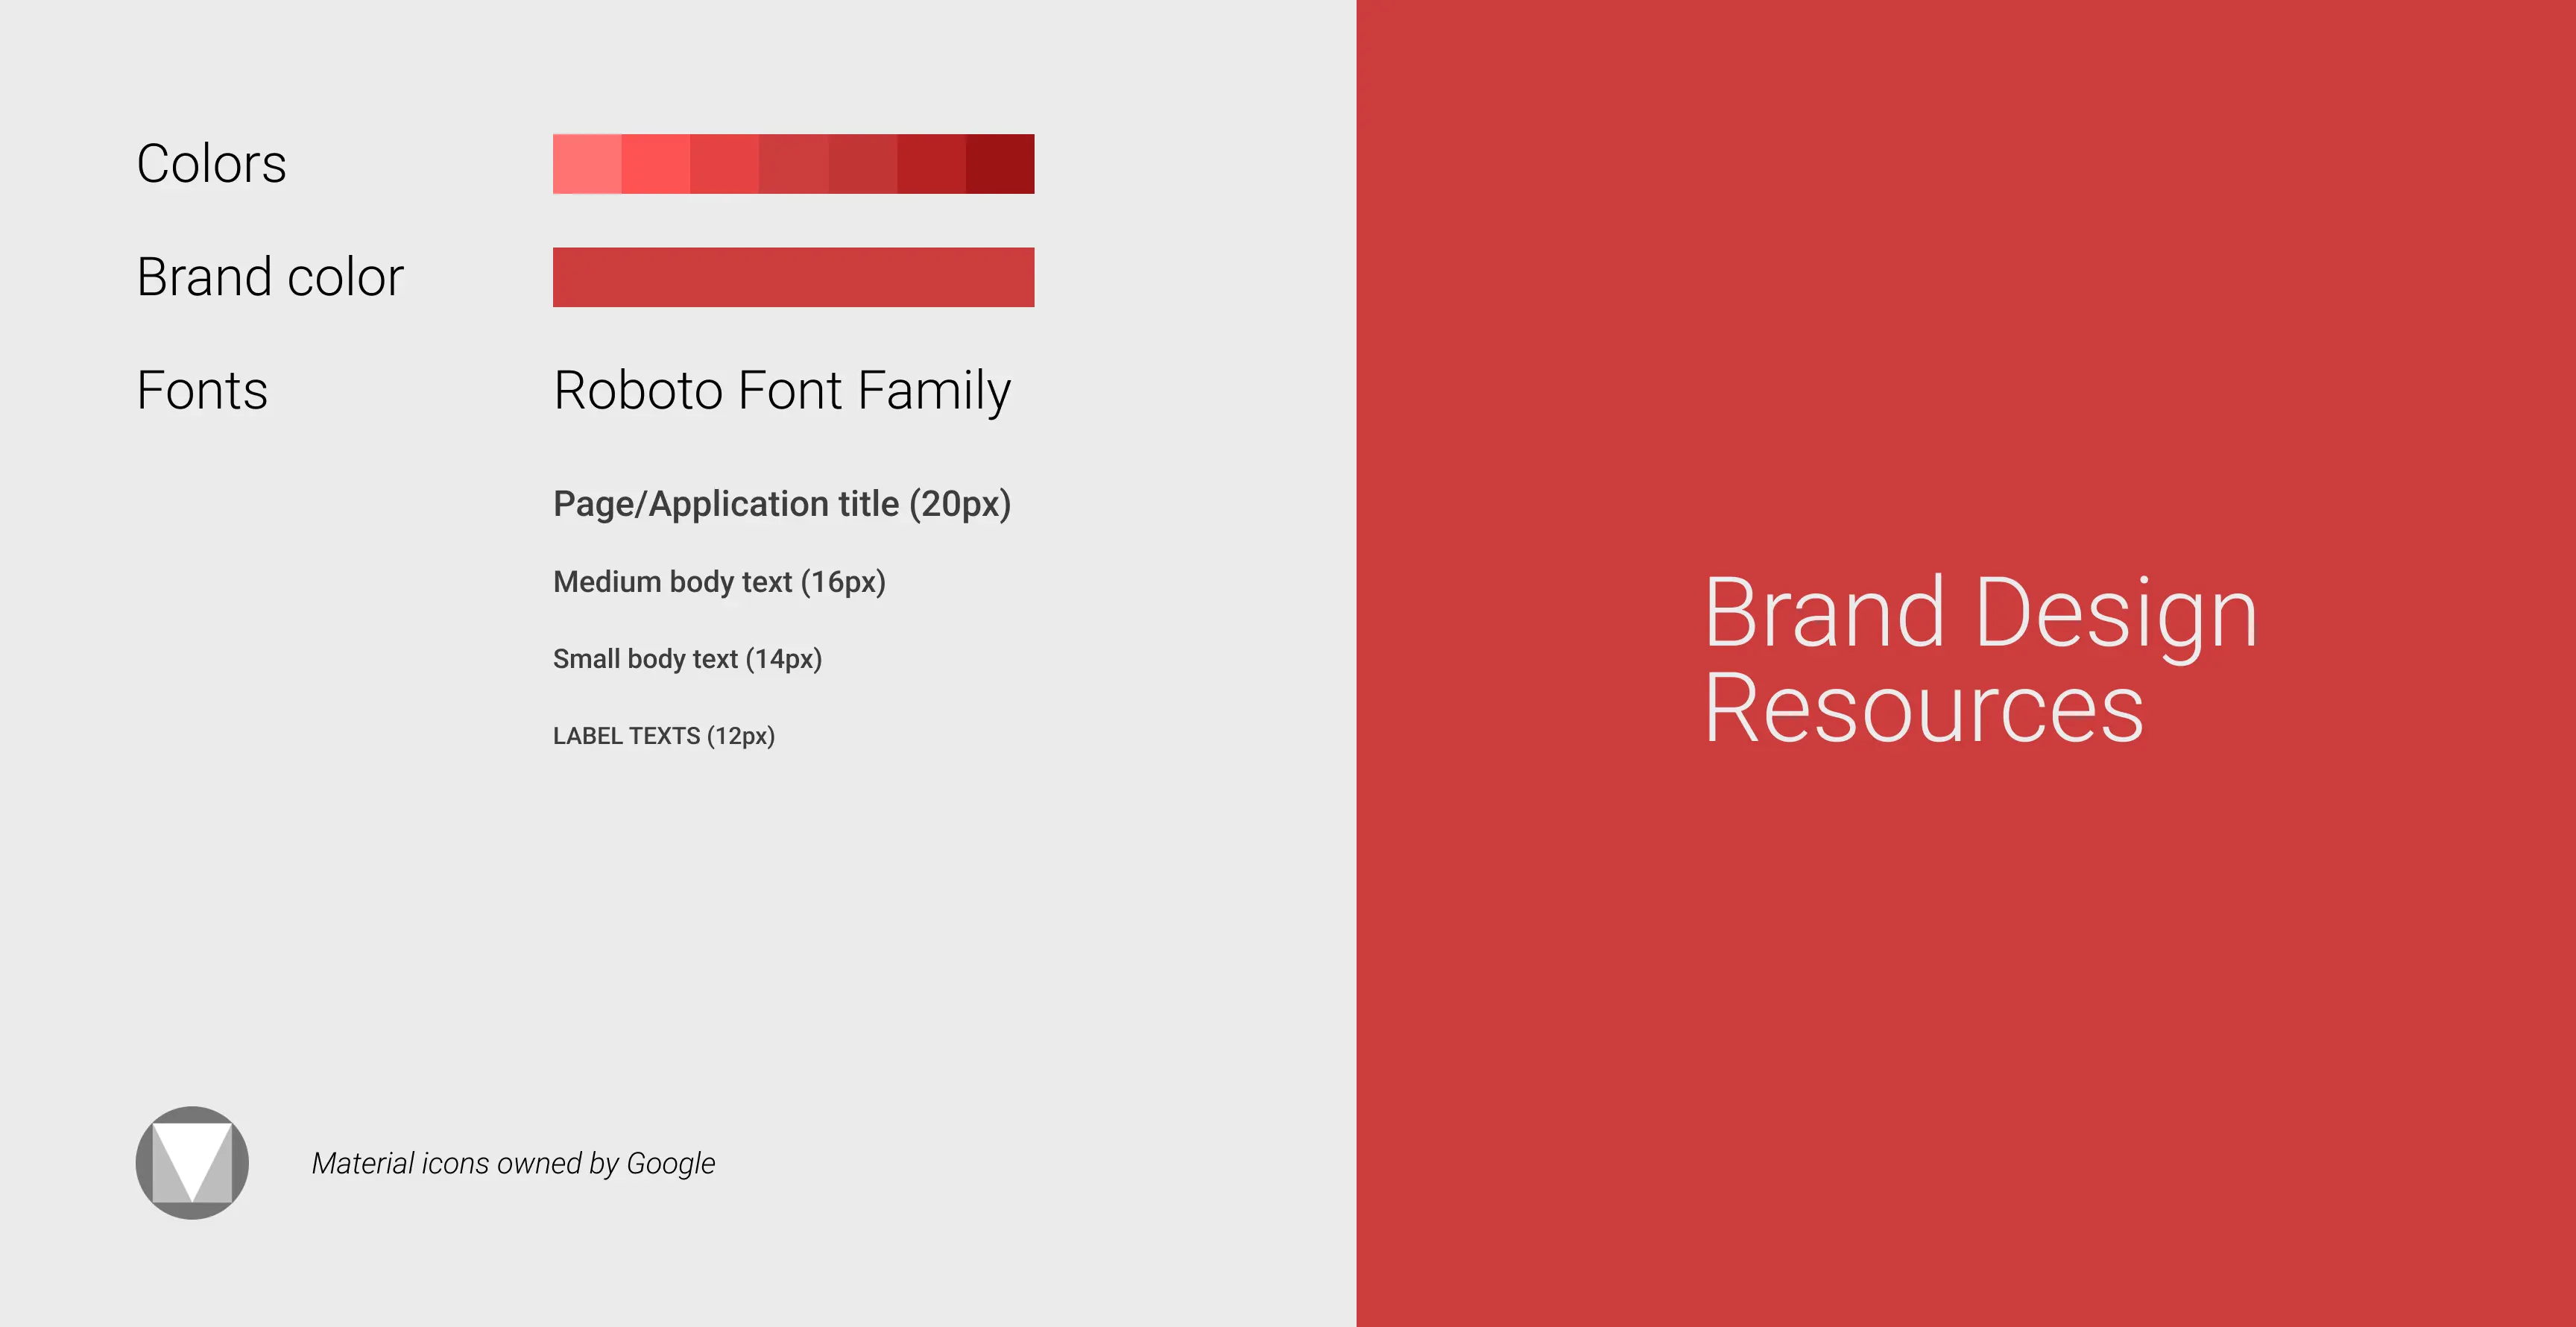 Colors
Brand color
Fonts
Roboto Font Family
Page/Application title (20px)
Medium body text (16px)
Small body text (14px)
LABEL TEXTS (12px)
Material icons owned by Google
Brand Design
Resources